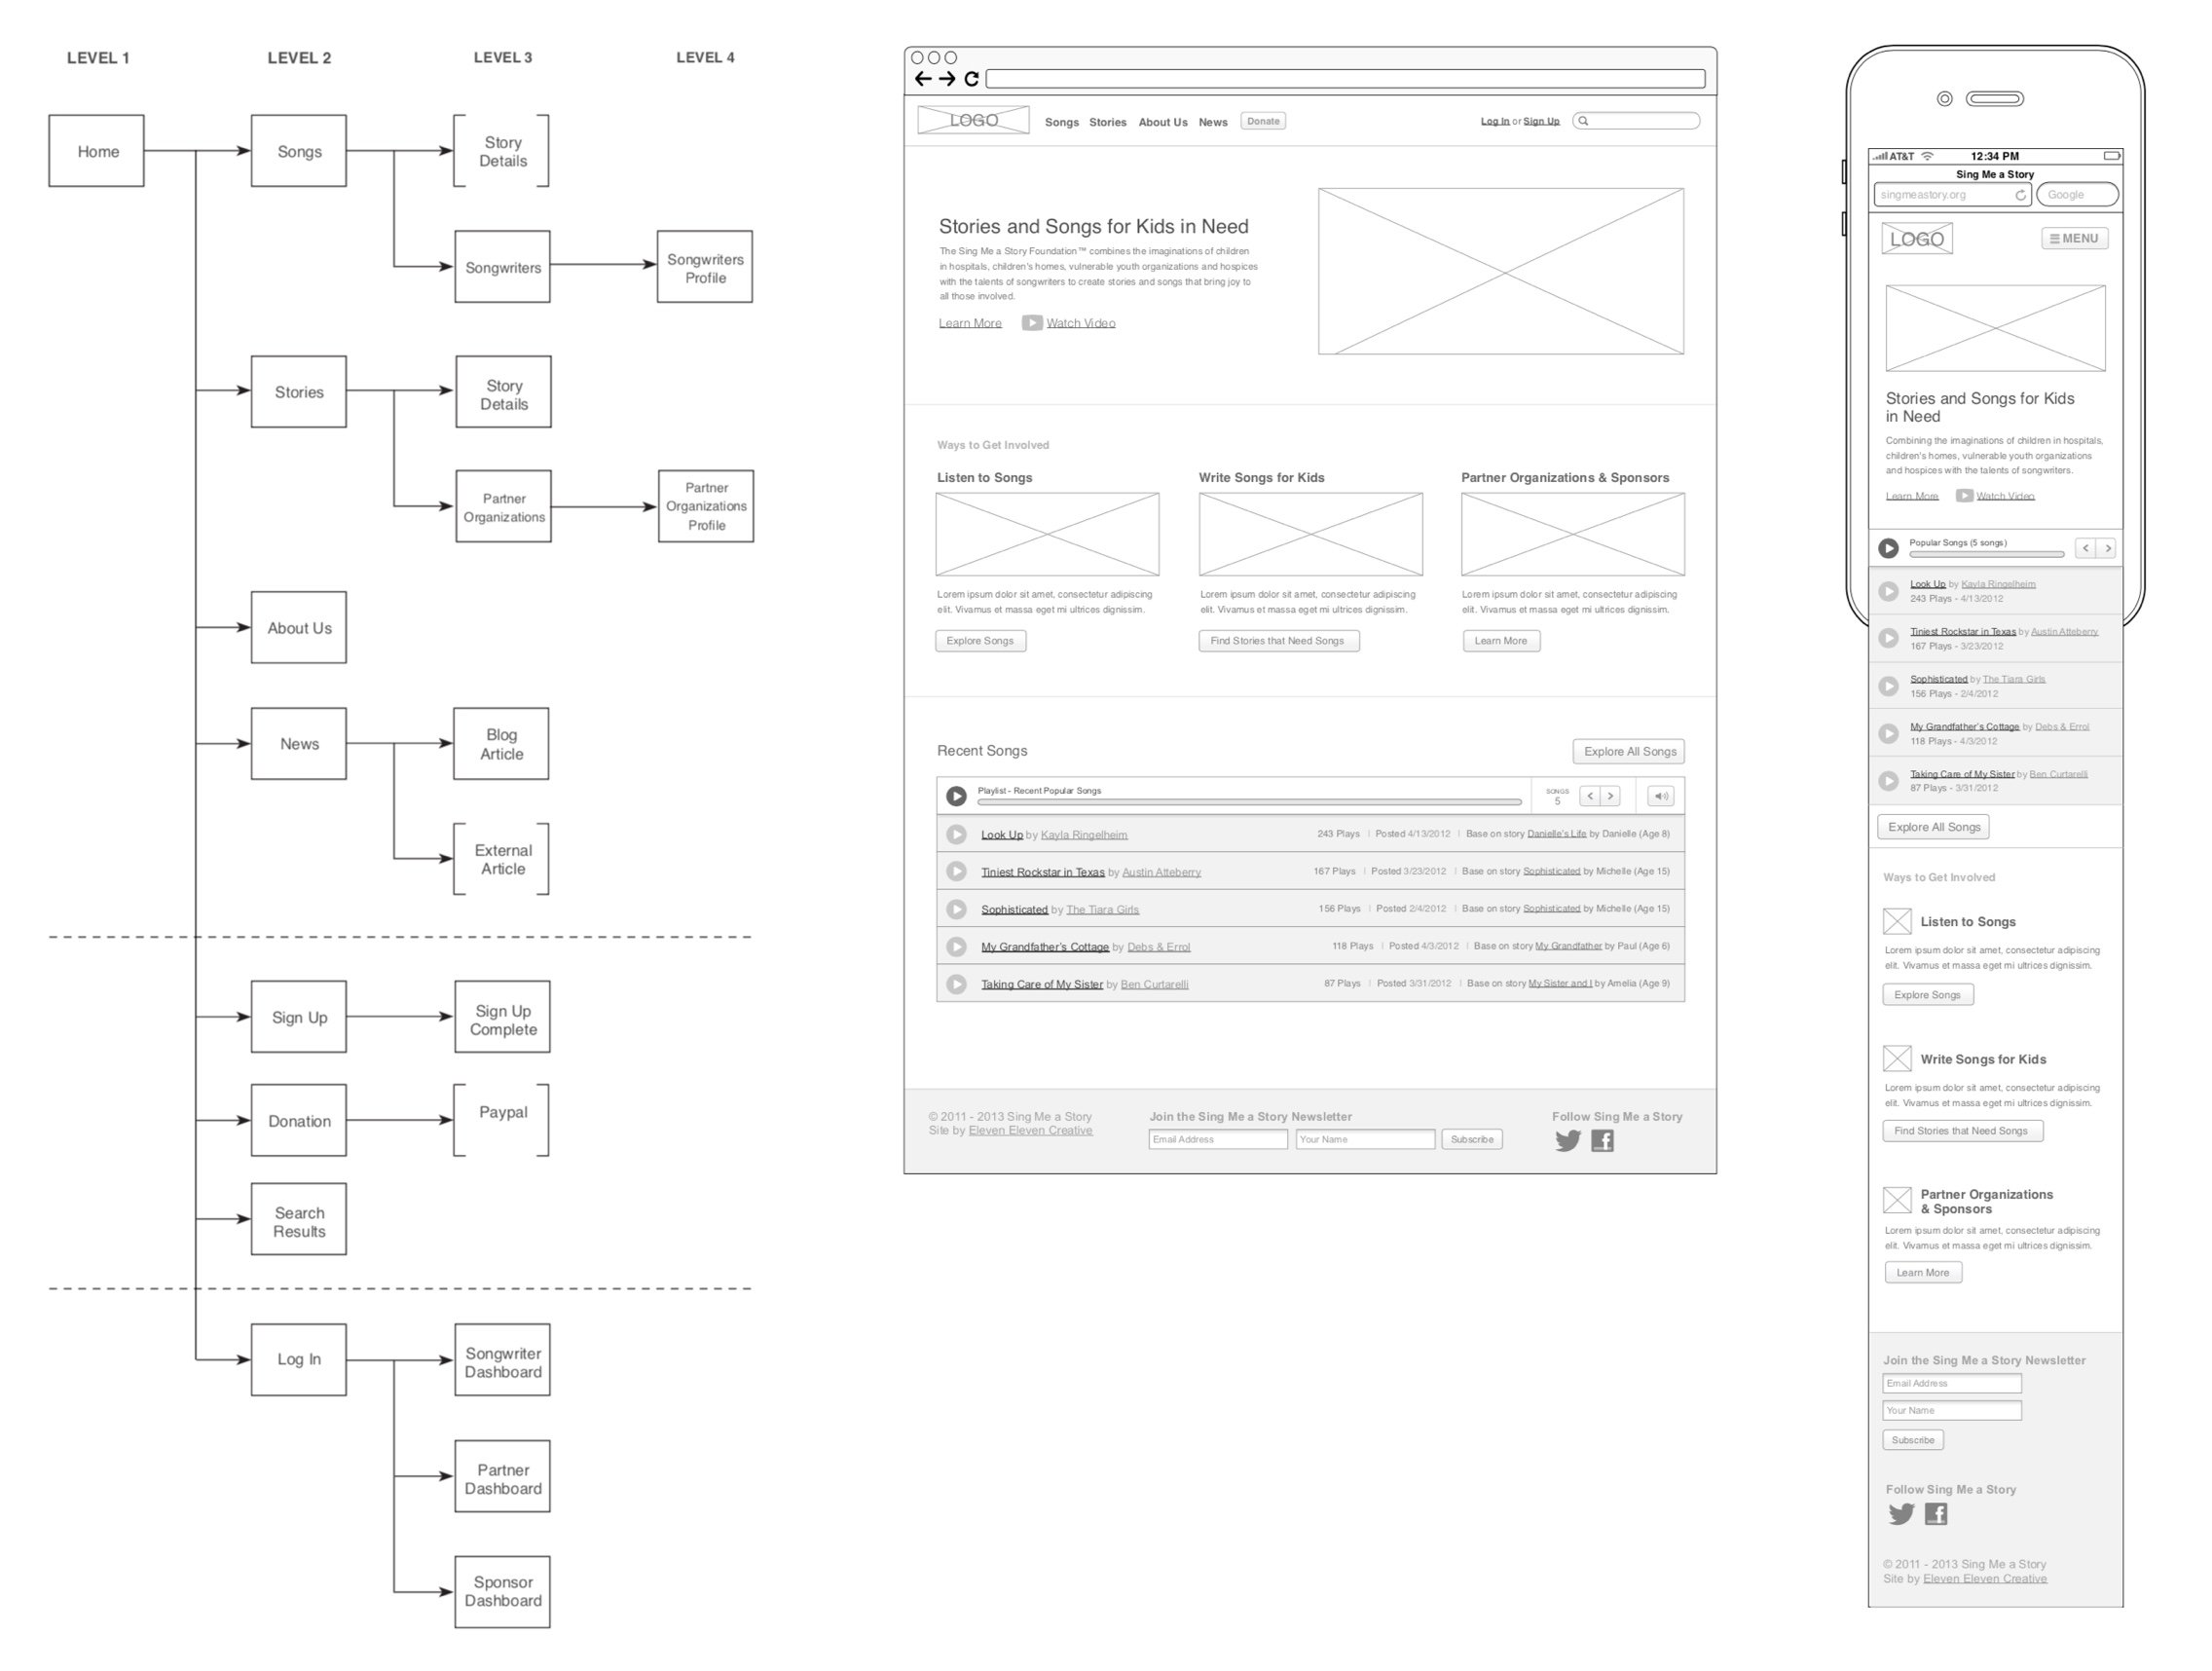 LEVEL 1
LEVEL 2
LEVEL 3
LEVEL 4
Home
Songs
Story
Details
Songwriters
Songwriters
Profile
Stories
Story
Details
Partner
Organizations
Partner
Organizations
Profile
About Us
News
Blog
Article
External
Article
Sign Up
Sign Up
Complete
Donation
Paypal
Search
Results
Log In
Songwriter
Dashboard
Partner
Dashboard
Sponsor
Dashboard
LOGO Songs Stories About Us News Donate Log In or Sign Up
Stories and Songs for Kids in Need
The Sing Me a Story Foundation™ combines the imaginations of children
in hospitals, children's homes, vulnerable youth organizations and hospices
with the talents of songwriters to create stories and songs that bring joy to
all those involved.
Learn More Watch Video
Ways to Get Involved
Listen to Songs
Lorem ipsum dolor sit amet, consectetur adipiscing
elit. Vivamus et massa eget mi ultrices dignissim.
Explore Songs
Write Songs for Kids
Lorem ipsum dolor sit amet, consectetur adipiscing
elit. Vivamus et massa eget mi ultrices dignissim.
Find Stories that Need Songs
Partner Organizations & Sponsors
Lorem ipsum dolor sit amet, consectetur adipiscing
elit. Vivamus et massa eget mi ultrices dignissim.
Learn More
Recent Songs
Explore All Songs
Playlist - Recent Popular Songs
SONGS
5
Look Up by Kayla Ringelheim 243 Plays | Posted 4/13/2012 | Base on story Danielle's Life by Danielle (Age 8)
Tiniest Rockstar in Texas by Austin Atteberry 167 Plays | Posted 3/23/2012 | Base on story Sophisticated by Michelle (Age 15)
Sophisticated by The Tiara Girls 156 Plays | Posted 2/4/2012 | Base on story Sophisticated by Michelle (Age 15)
My Grandfather's Cottage by Debs & Errol 118 Plays | Posted 4/3/2012 | Base on story My Grandfather by Paul (Age 6)
Taking Care of My Sister by Ben Curtarelli 87 Plays | Posted 3/31/2012 | Base on story My Sister and I by Amelia (Age 9)
© 2011 - 2013 Sing Me a Story
Site by Eleven Eleven Creative
Join the Sing Me a Story Newsletter
Email Address Your Name Subscribe
Follow Sing Me a Story
AT&T 12:34 PM
Sing Me a Story
singmeastory.org Google
LOGO MENU
Stories and Songs for Kids
in Need
Combining the imaginations of children in hospitals,
children's homes, vulnerable youth organizations
and hospices with the talents of songwriters.
Learn More Watch Video
Popular Songs (5 songs)
Look Up by Kayla Ringelheim
243 Plays - 4/13/2012
Tiniest Rockstar in Texas by Austin Atteberry
167 Plays - 3/23/2012
Sophisticated by The Tiara Girls
156 Plays - 2/4/2012
My Grandfather's Cottage by Debs & Errol
118 Plays - 4/3/2012
Taking Care of My Sister by Ben Curtarelli
87 Plays - 3/31/2012
Explore All Songs
Ways to Get Involved
Listen to Songs
Lorem ipsum dolor sit amet, consectetur adipiscing
elit. Vivamus et massa eget mi ultrices dignissim.
Explore Songs
Write Songs for Kids
Lorem ipsum dolor sit amet, consectetur adipiscing
elit. Vivamus et massa eget mi ultrices dignissim.
Find Stories that Need Songs
Partner Organizations
& Sponsors
Lorem ipsum dolor sit amet, consectetur adipiscing
elit. Vivamus et massa eget mi ultrices dignissim.
Learn More
Join the Sing Me a Story Newsletter
Email Address
Your Name
Subscribe
Follow Sing Me a Story
© 2011 - 2013 Sing Me a Story
Site by Eleven Eleven Creative